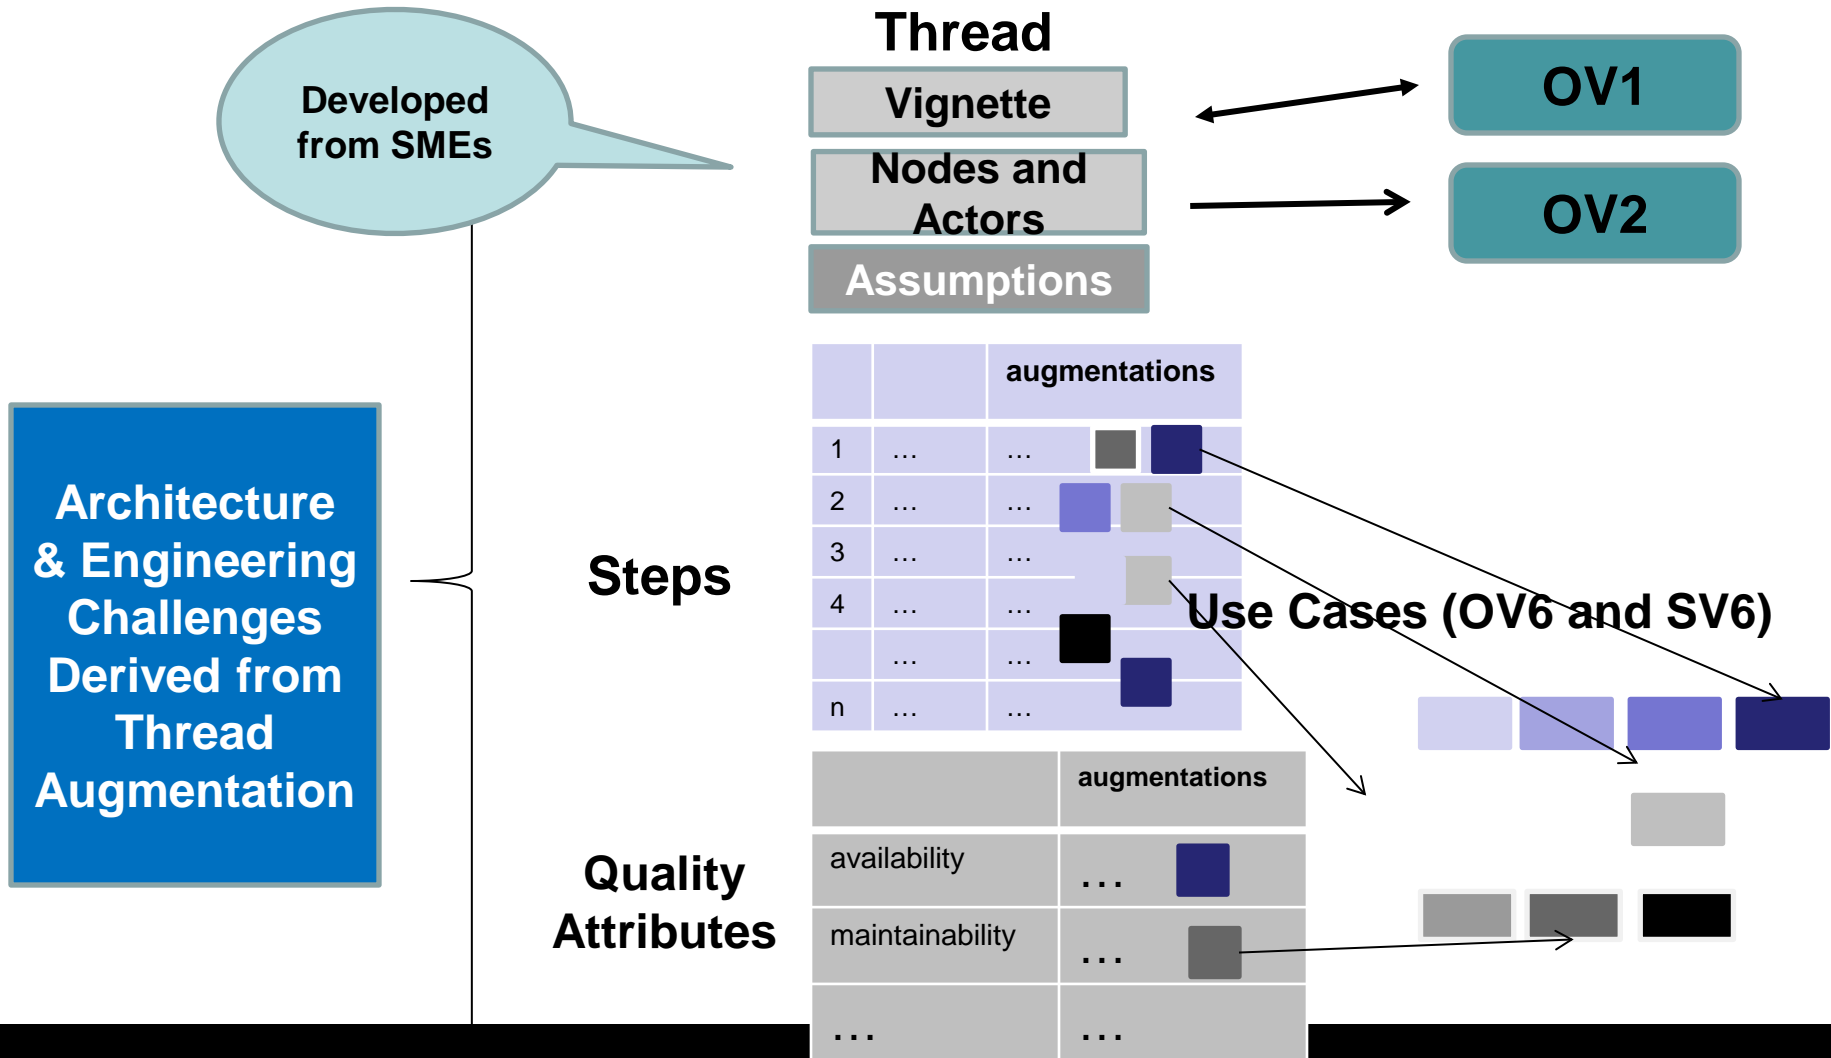 Developed
from SMEs
Thread
Vignette
Nodes and
Actors
Assumptions
OV1
OV2
Architecture
& Engineering
Challenges
Derived from
Thread
Augmentation
Steps
augmentations
1 … …
2 … …
3 … …
4 … …
… …
n … …
Use Cases (OV6 and SV6)
Quality
Attributes
augmentations
availability …
maintainability …
… …